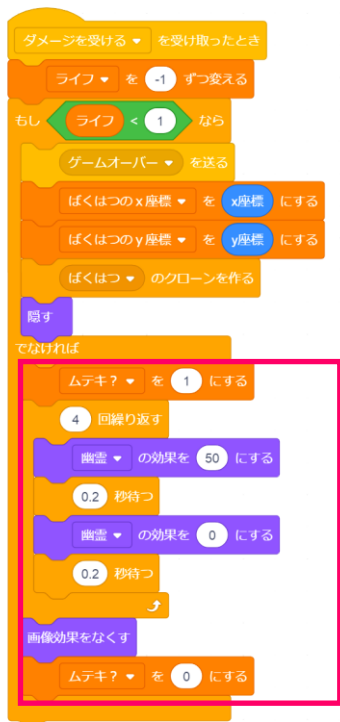 ダメージを受ける を受け取ったとき
ライフ を -1 ずつ変える
もし ライフ < 1 なら
ゲームオーバー を送る
ばくはつのx座標 を x座標 にする
ばくはつのy座標 を y座標 にする
ばくはつ のクローンを作る
隠す
でなければ
ムテキ? を 1 にする
4 回繰り返す
幽霊 の効果を 50 にする
0.2 秒待つ
幽霊 の効果を 0 にする
0.2 秒待つ
画像効果をなくす
ムテキ? を 0 にする